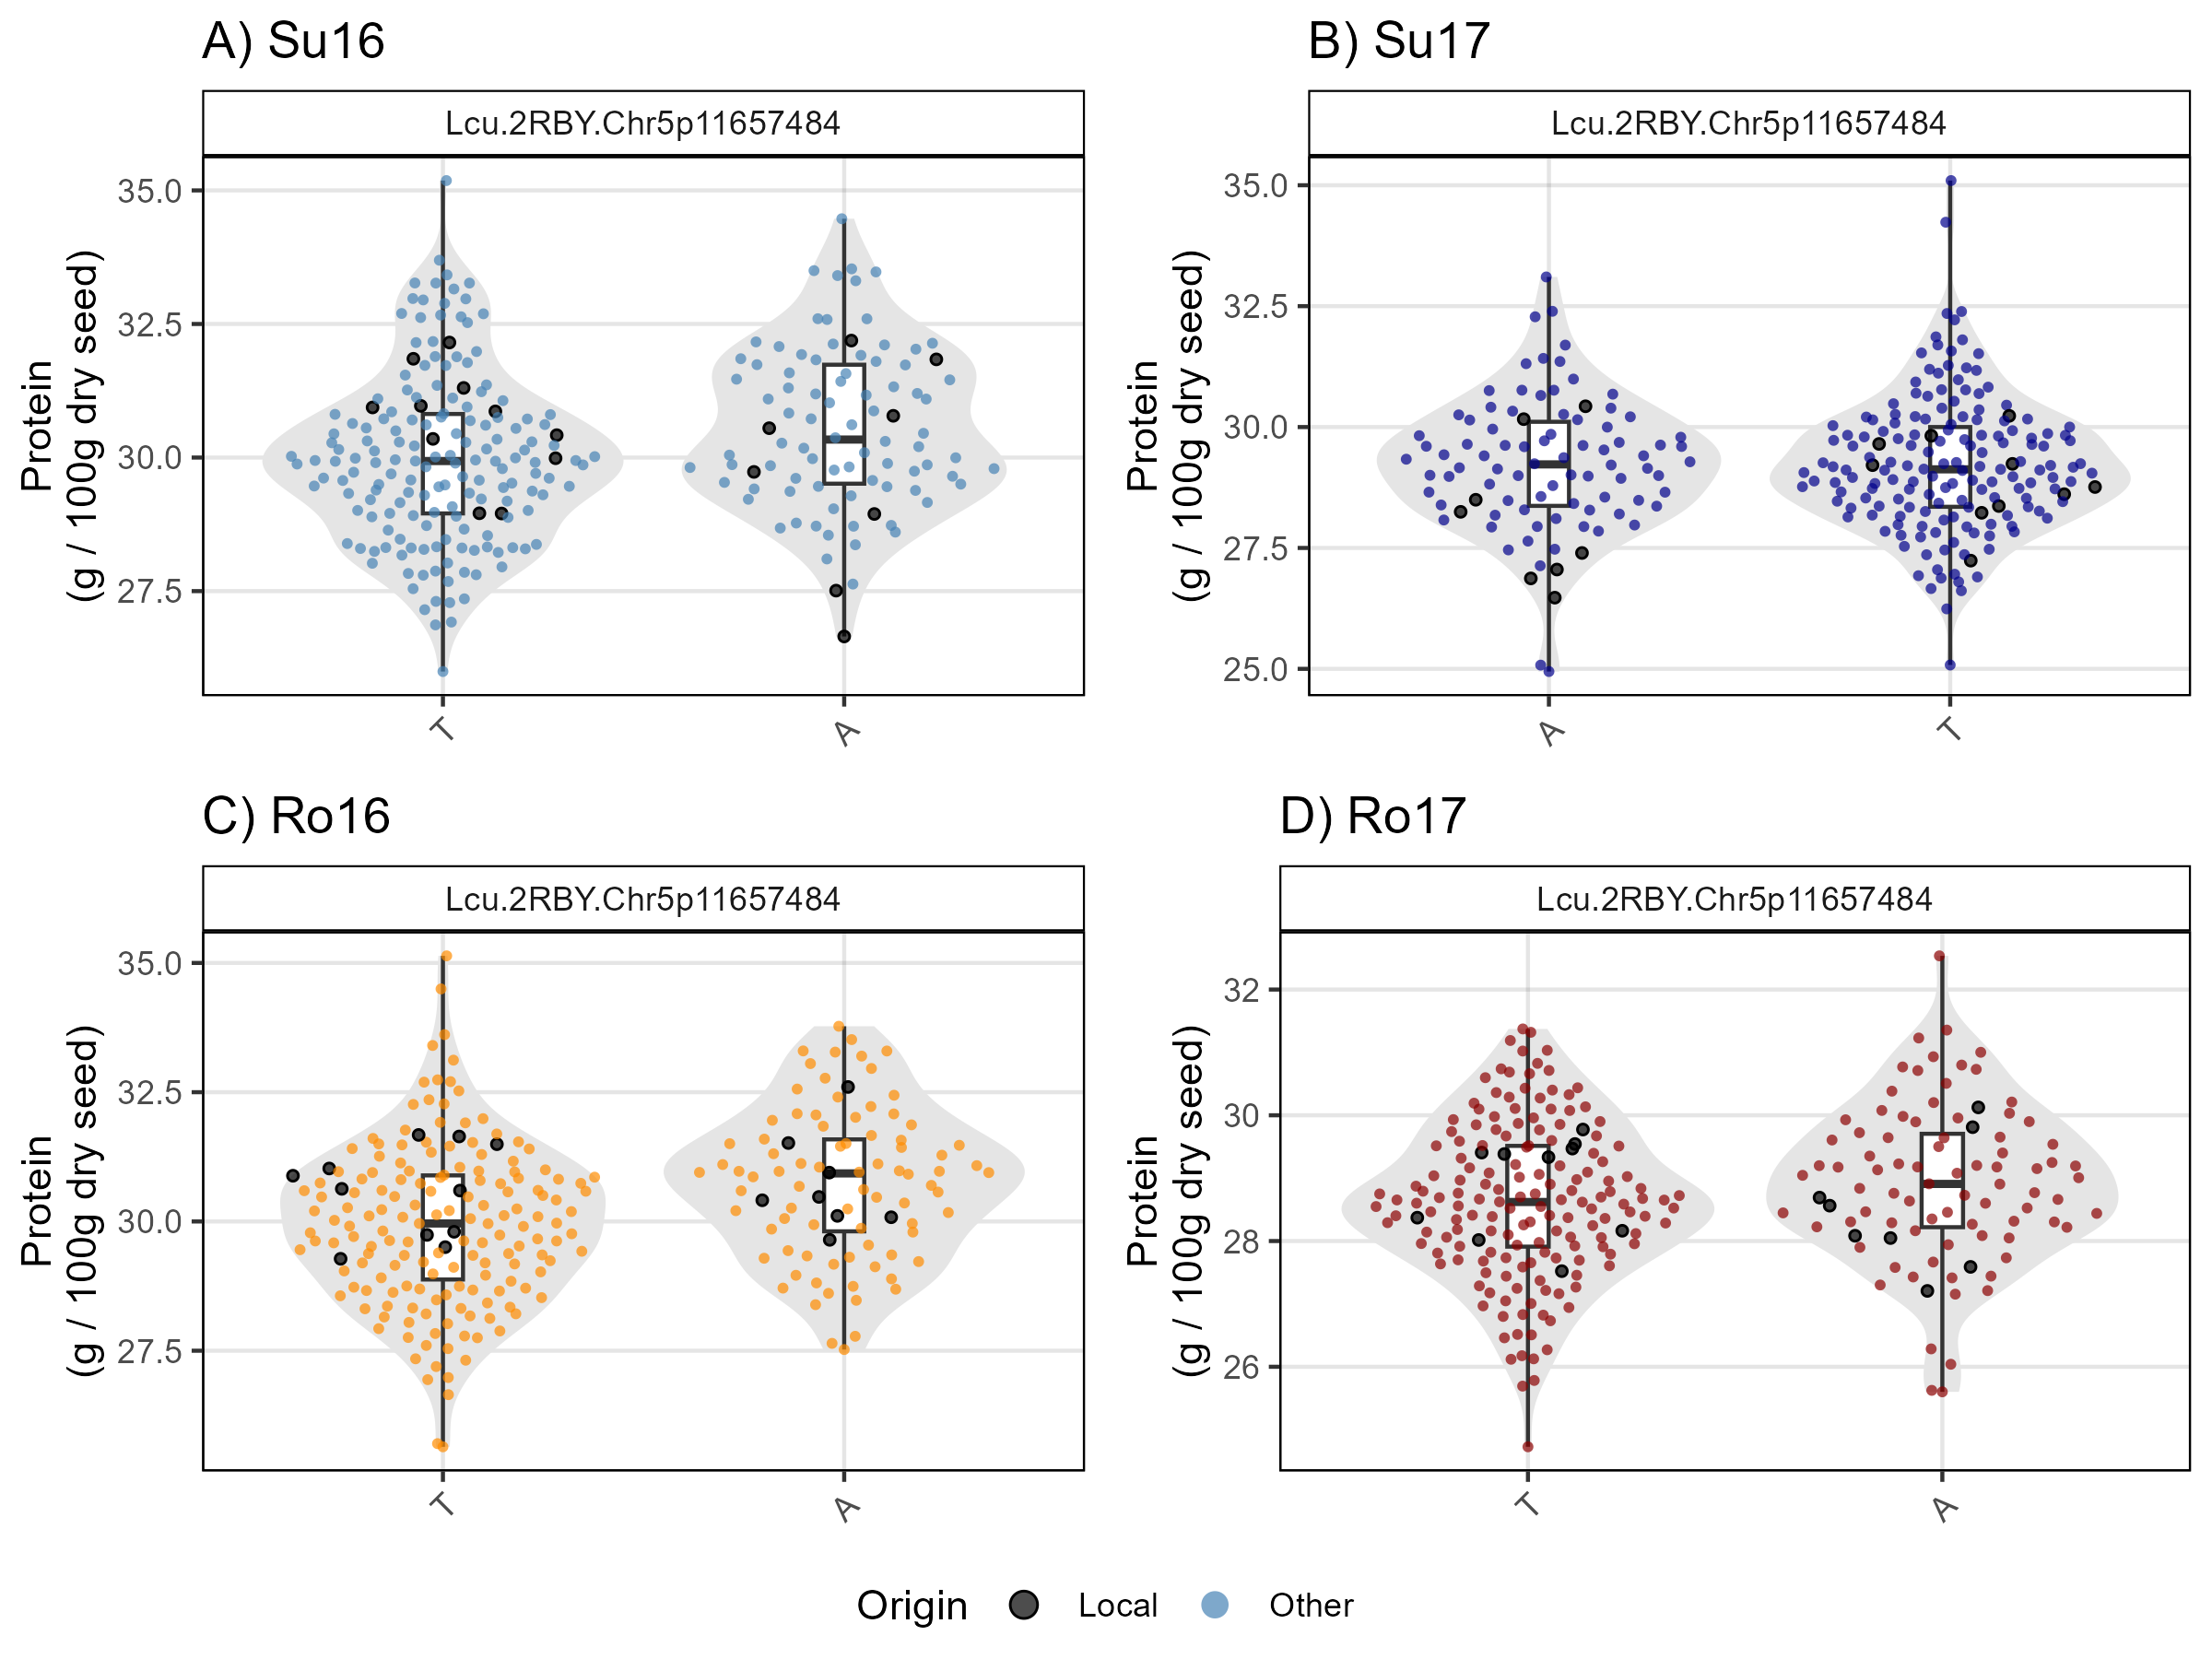 A) Su16
Lcu.2RBY.Chr5p11657484
Protein
(g / 100g dry seed)
35.0
32.5
30.0
27.5
T
A
B) Su17
Lcu.2RBY.Chr5p11657484
Protein
(g / 100g dry seed)
35.0
32.5
30.0
27.5
25.0
A
T
C) Ro16
Lcu.2RBY.Chr5p11657484
Protein
(g / 100g dry seed)
35.0
32.5
30.0
27.5
T
A
D) Ro17
Lcu.2RBY.Chr5p11657484
Protein
(g / 100g dry seed)
32
30
28
26
T
A
Origin Local Other